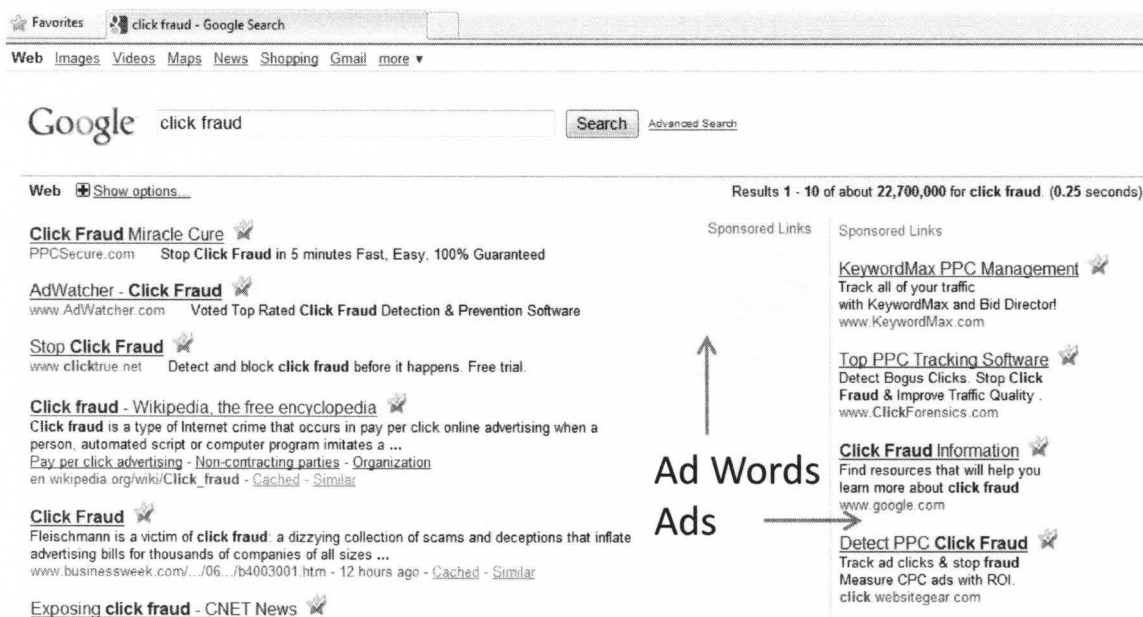 Favorites click fraud - Google Search
Web Images Videos Maps News Shopping Gmail more ▼
Google click fraud Search Advanced Search
Web Show options... Results 1 - 10 of about 22,700,000 for click fraud. (0.25 seconds)
Click Fraud Miracle Cure
PPCSecure.com Stop Click Fraud in 5 minutes Fast, Easy, 100% Guaranteed
AdWatcher - Click Fraud
www.AdWatcher.com Voted Top Rated Click Fraud Detection & Prevention Software
Stop Click Fraud
www.clicktrue.net Detect and block click fraud before it happens. Free trial.
Click fraud - Wikipedia, the free encyclopedia
Click fraud is a type of Internet crime that occurs in pay per click online advertising when a
person, automated script or computer program imitates a ...
Pay per click advertising - Non-contracting parties - Organization
en.wikipedia.org/wiki/Click_fraud - Cached - Similar
Click Fraud
Fleischmann is a victim of click fraud: a dizzying collection of scams and deceptions that inflate
advertising bills for thousands of companies of all sizes ...
www.businessweek.com/.../06.../b4003001.htm - 12 hours ago - Cached - Similar
Exposing click fraud - CNET News
Sponsored Links
Ad Words
Ads
Sponsored Links
KeywordMax PPC Management
Track all of your traffic
with KeywordMax and Bid Director!
www.KeywordMax.com
Top PPC Tracking Software
Detect Bogus Clicks. Stop Click
Fraud & Improve Traffic Quality .
www.ClickForensics.com
Click Fraud Information
Find resources that will help you
learn more about click fraud
www.google.com
Detect PPC Click Fraud
Track ad clicks & stop fraud
Measure CPC ads with ROI.
click.websitegear.com